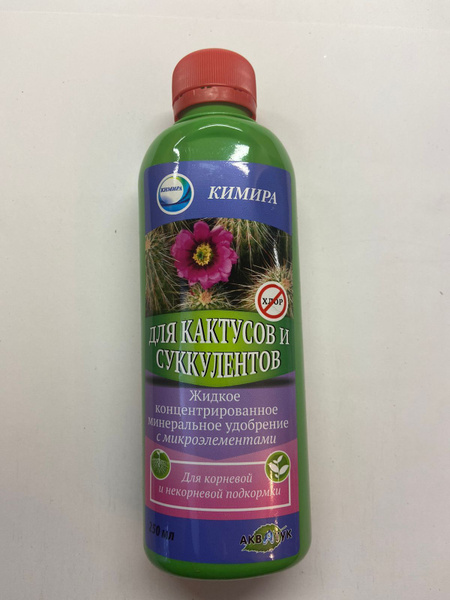 КИМИРА
КИМИРА
ХЛОР
ДЛЯ КАКТУСОВ И
СУККУЛЕНТОВ
Жидкое
концентрированное
минеральное удобрение
с микроэлементами
Для корневой
и некорневой подкормки
мл